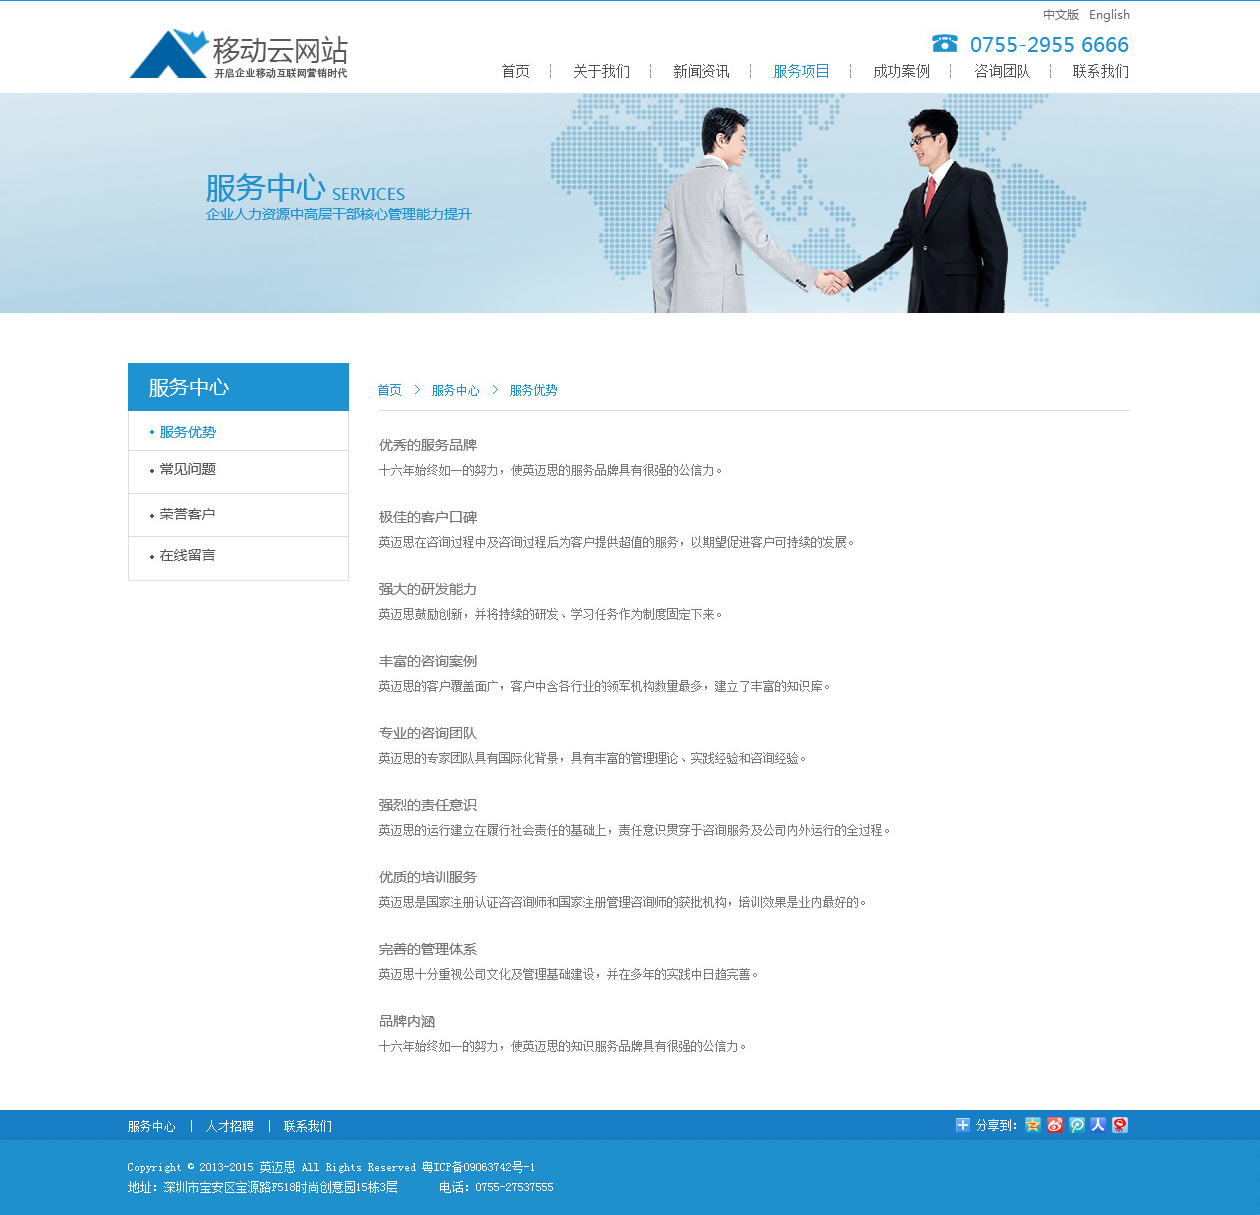 中文版 English
移动云网站
开启企业移动互联网营销时代
0755-2955 6666
首页 关于我们 新闻资讯 服务项目 成功案例 咨询团队 联系我们
服务中心 SERVICES
企业人力资源中高层干部核心管理能力提升
服务中心
服务优势
常见问题
荣誉客户
在线留言
首页 > 服务中心 > 服务优势
优秀的服务品牌
十六年始终如一的努力，使英迈思的服务品牌具有很强的公信力。
极佳的客户口碑
英迈思在咨询过程中及咨询过程后为客户提供超值的服务，以期望促进客户可持续的发展。
强大的研发能力
英迈思鼓励创新，并将持续的研发、学习任务作为制度固定下来。
丰富的咨询案例
英迈思的客户覆盖面广，客户中含各行业的领军机构数量最多，建立了丰富的知识库。
专业的咨询团队
英迈思的专家团队具有国际化背景，具有丰富的管理理论、实践经验和咨询经验。
强烈的责任意识
英迈思的运行建立在履行社会责任的基础上，责任意识贯穿于咨询服务及公司内外运行的全过程。
优质的培训服务
英迈思是国家注册认证咨咨询师和国家注册管理咨询师的获批机构，培训效果是业内最好的。
完善的管理体系
英迈思十分重视公司文化及管理基础建设，并在多年的实践中日趋完善。
品牌内涵
十六年始终如一的努力，使英迈思的知识服务品牌具有很强的公信力。
服务中心 | 人才招聘 | 联系我们
分享到：
Copyright © 2013-2015 英迈思 All Rights Reserved 粤ICP备09063742号-1
地址：深圳市宝安区宝源路F518时尚创意园15栋3层 电话：0755-27537555